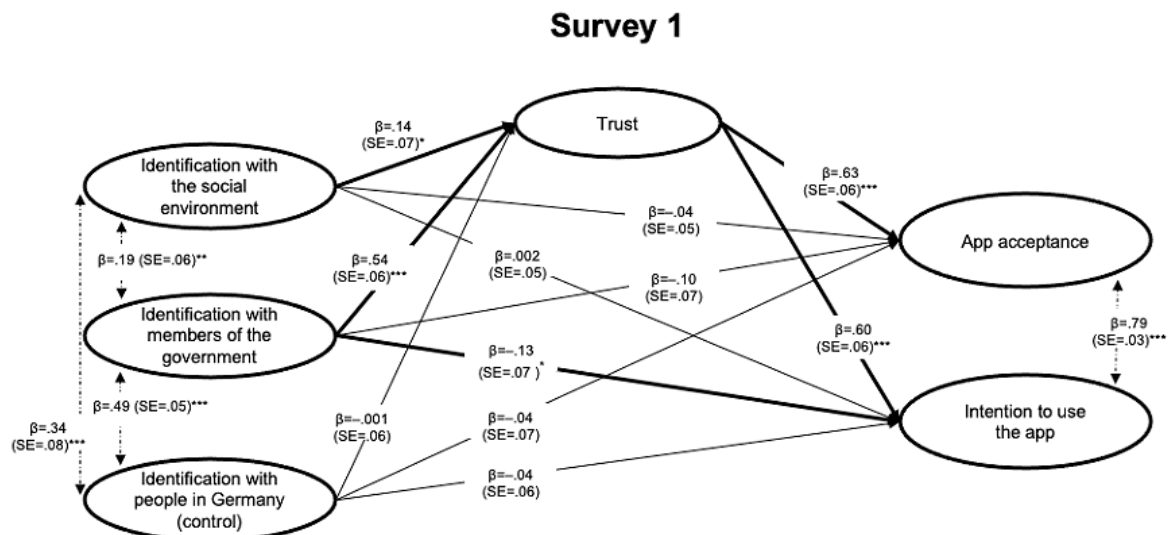 Survey 1
Trust
β=.14
(SE=.07)*
Identification with
the social
environment
β=.63
(SE=.06)***
β=–.04
(SE=.05)
App acceptance
β=.19 (SE=.06)**
β=.54
(SE=.06)***
β=.002
(SE=.05)
β=–.10
(SE=.07)
Identification with
members of the
government
β=.60
(SE=.06)***
β=.79
(SE=.03)***
β=–.13
(SE=.07 )*
β=.49 (SE=.05)***
β=.34
(SE=.08)***
β=–.001
(SE=.06)
β=–.04
(SE=.07)
Intention to use
the app
β=–.04
(SE=.06)
Identification with
people in Germany
(control)